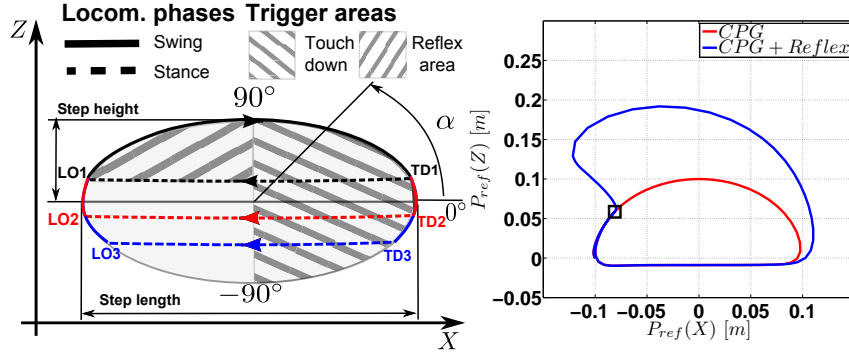 Locom. phases
Trigger areas
Z
Swing
Stance
Touch
down
Reflex
area
90°
Step height
α
LO1
TD1
0°
LO2
TD2
LO3
TD3
−90°
Step length
X
CPG
CPG + Reflex
0.25
0.2
0.15
0.1
0.05
0
−0.05
P_ref(Z) [m]
−0.1
−0.05
0
0.05
0.1
P_ref(X) [m]